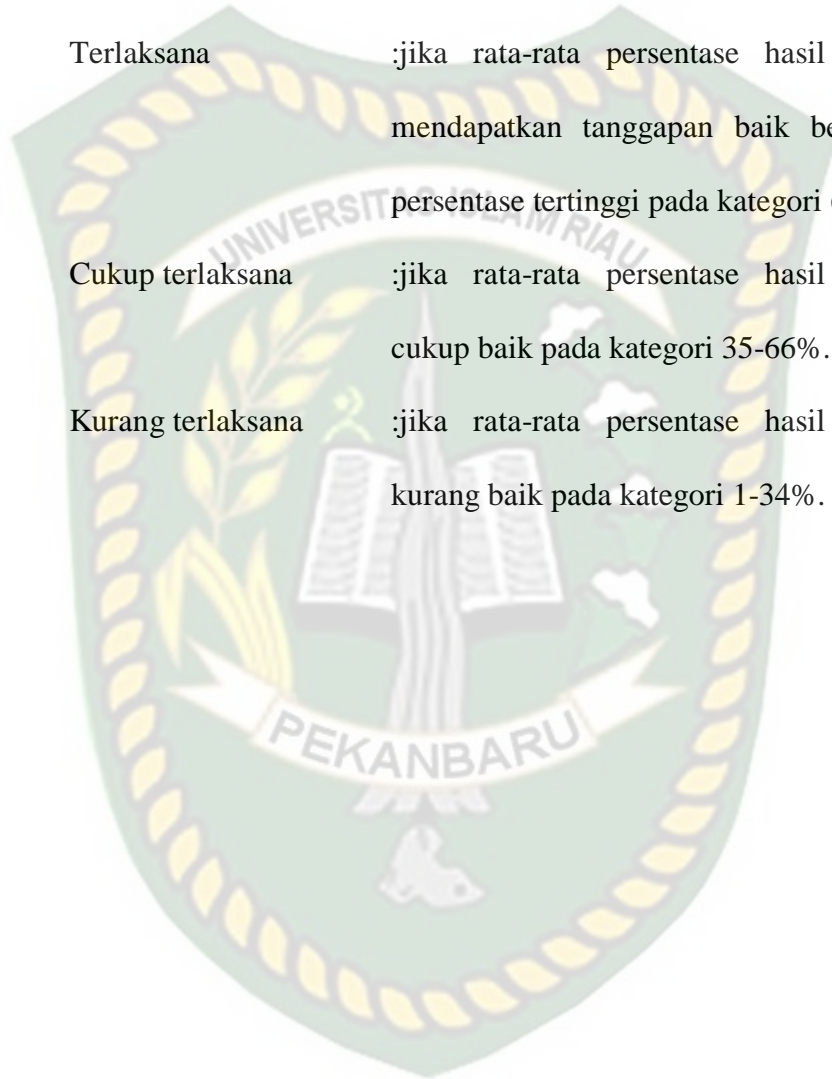 Terlaksana :jika rata-rata persentase hasil
mendapatkan tanggapan baik
persentase tertinggi pada kategori
UNIVERSITAS ISLAM RIAU
Cukup terlaksana :jika rata-rata persentase hasil
cukup baik pada kategori 35-66%.
Kurang terlaksana :jika rata-rata persentase hasil
kurang baik pada kategori 1-34%.
PEKANBARU